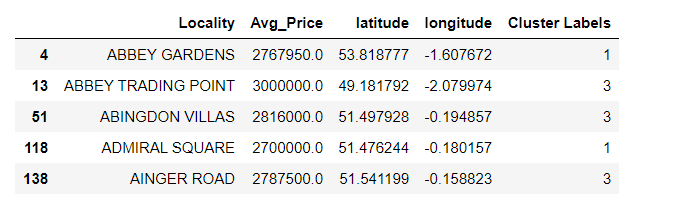 Locality Avg_Price latitude longitude Cluster Labels
4 ABBEY GARDENS 2767950.0 53.818777 -1.607672 1
13 ABBEY TRADING POINT 3000000.0 49.181792 -2.079974 3
51 ABINGDON VILLAS 2816000.0 51.497928 -0.194857 3
118 ADMIRAL SQUARE 2700000.0 51.476244 -0.180157 1
138 AINGER ROAD 2787500.0 51.541199 -0.158823 3